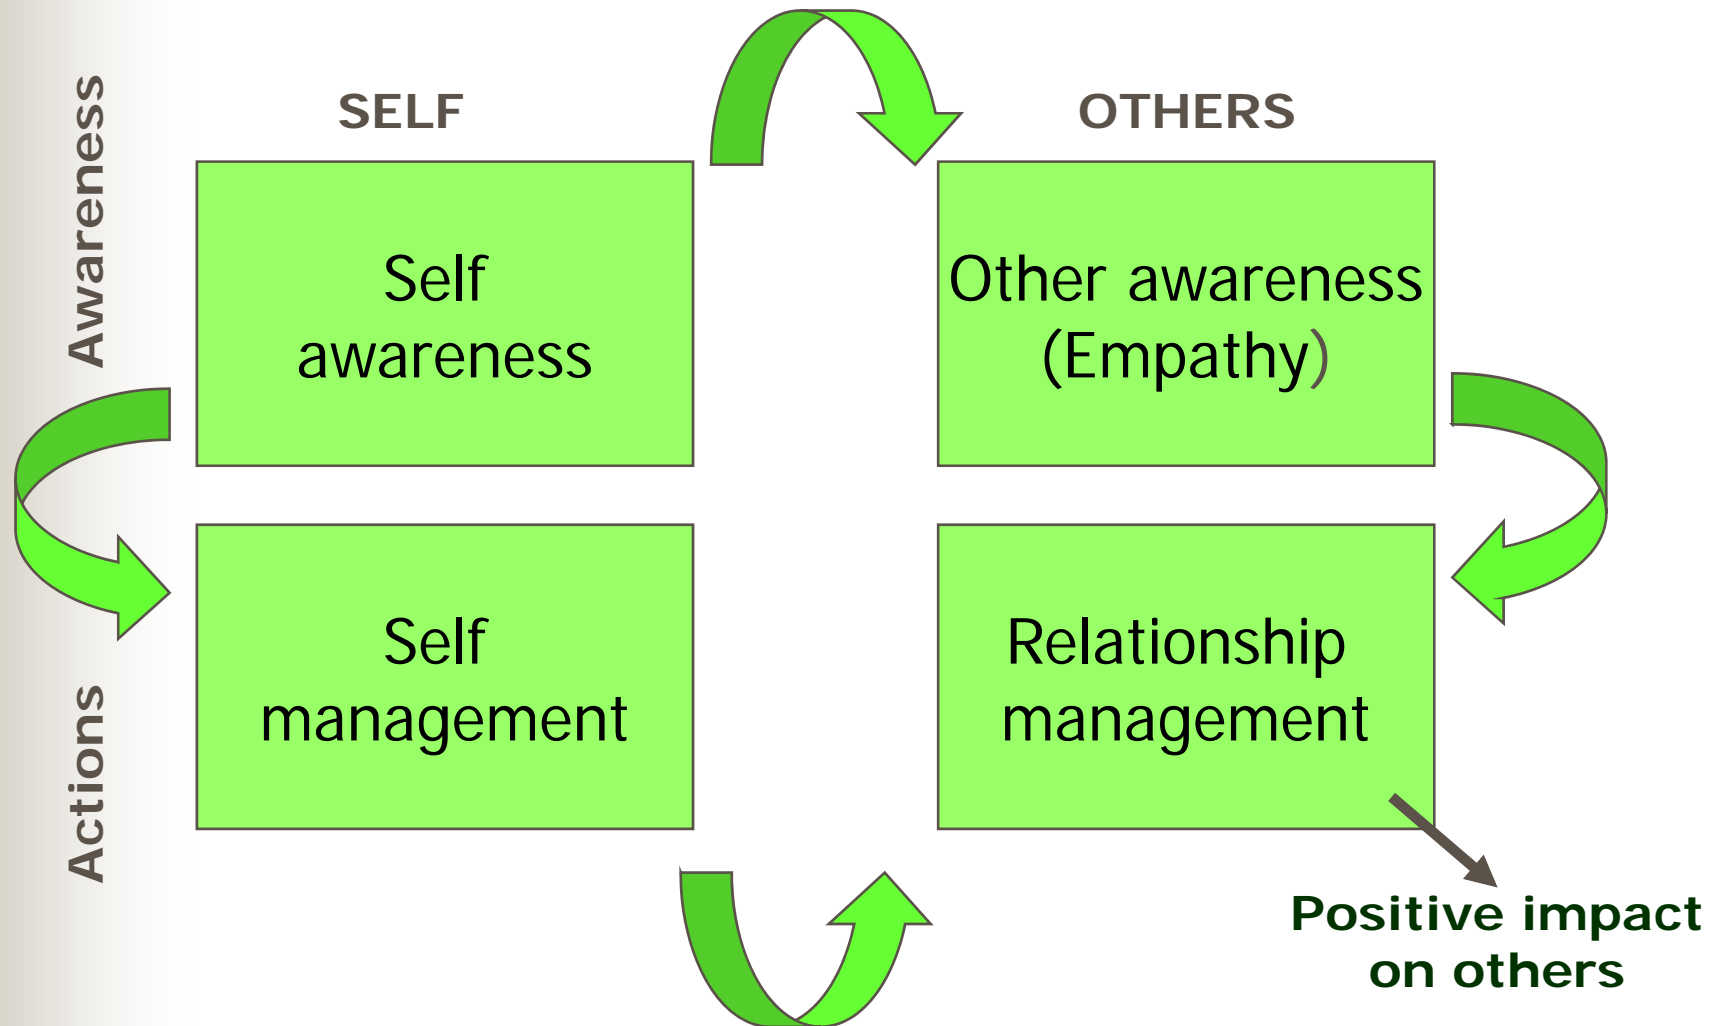 SELF
OTHERS
Awareness
Self
awareness
Other awareness
(Empathy)
Actions
Self
management
Relationship
management
Positive impact
on others